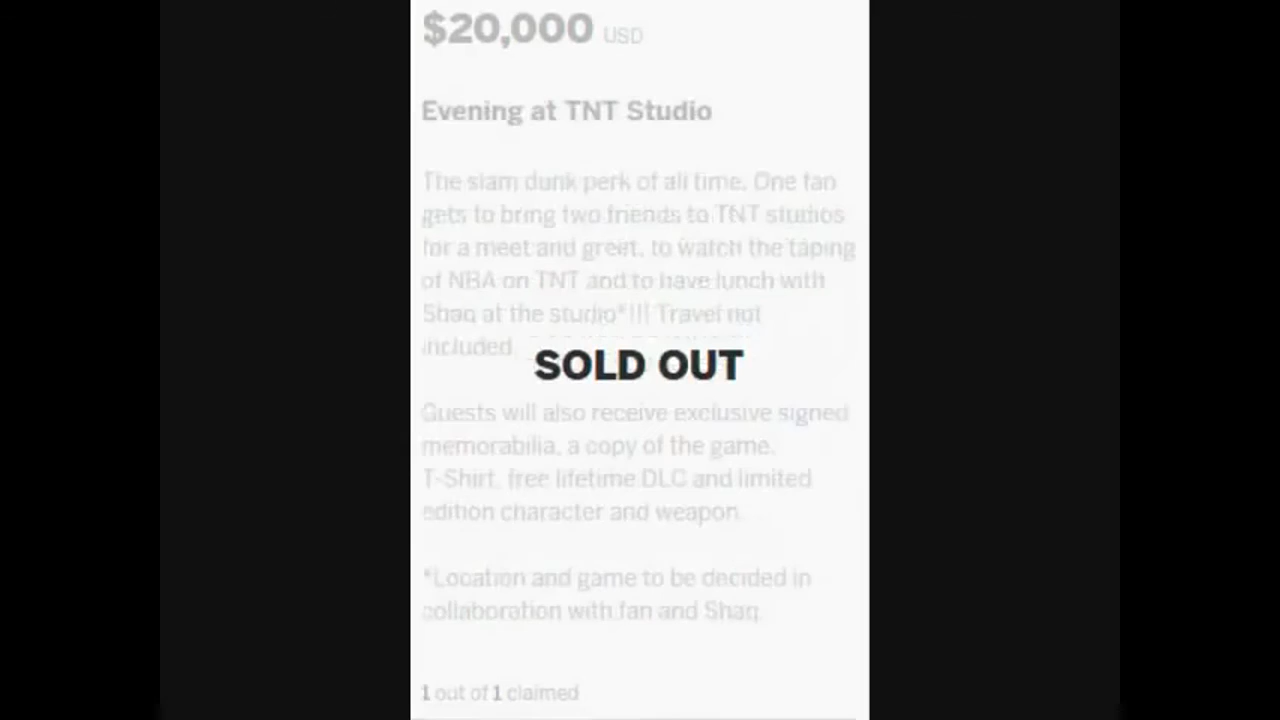 $20,000 USD
Evening at TNT Studio
The slam dunk perk of all time. One fan
gets to bring two friends to TNT studios
for a meet and greet, to watch the taping
of NBA on TNT and to have lunch with
Shaq at the studio*!!! Travel not
included.
SOLD OUT
Guests will also receive exclusive signed
memorabilia, a copy of the game,
T-Shirt, free lifetime DLC and limited
edition character and weapon.
*Location and game to be decided in
collaboration with fan and Shaq.
1 out of 1 claimed